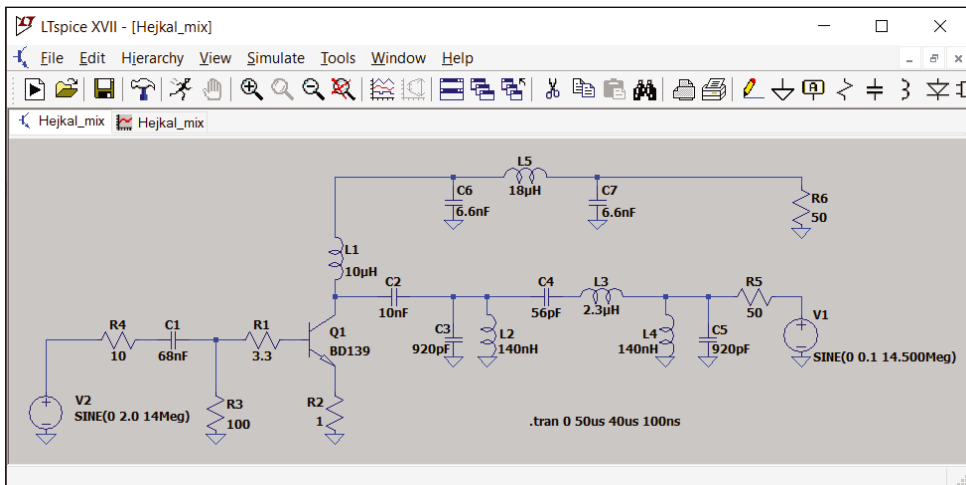 LTspice XVII - [Hejkal_mix]
File Edit Hierarchy View Simulate Tools Window Help
Hejkal_mix Hejkal_mix
L5
18µH
C6
6.6nF
C7
6.6nF
R6
50
L1
10µH
C2
10nF
C4
56pF
L3
2.3µH
R5
50
V1
SINE(0 0.1 14.500Meg)
C3
920pF
L2
140nH
L4
140nH
C5
920pF
R4
10
C1
68nF
R1
3.3
Q1
BD139
V2
SINE(0 2.0 14Meg)
R3
100
R2
1
.tran 0 50us 40us 100ns